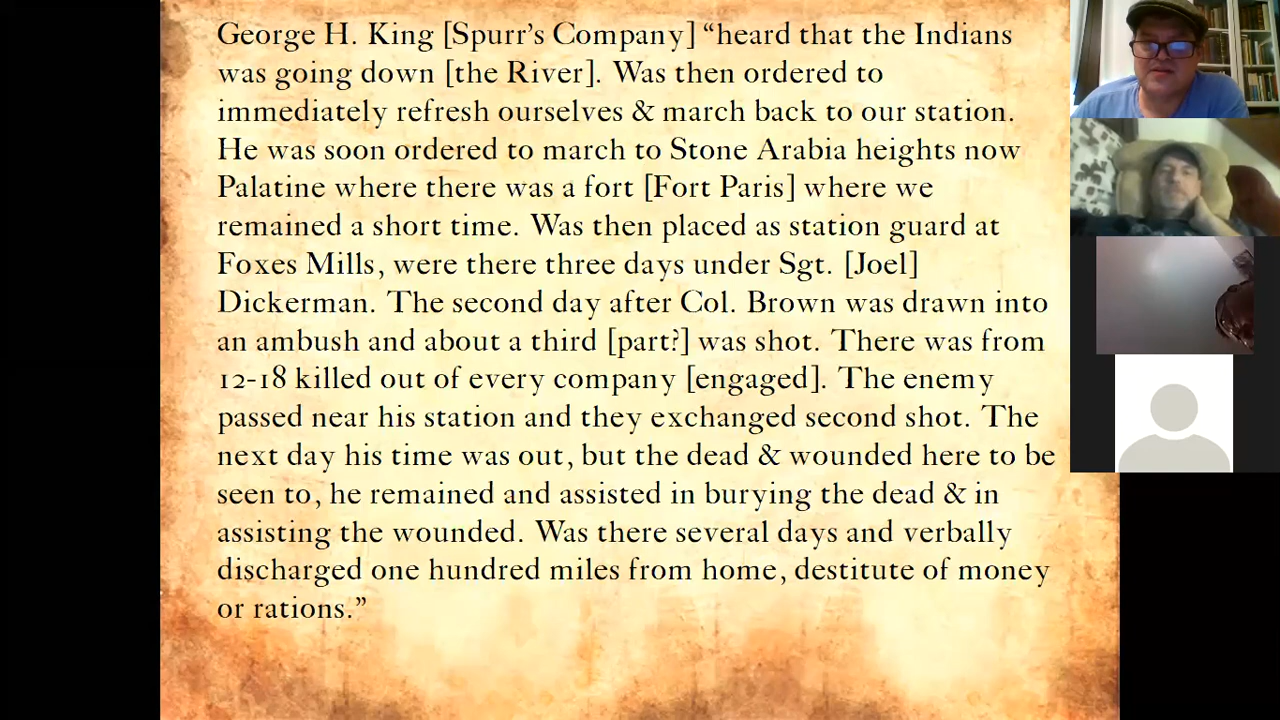 George H. King [Spurr’s Company] “heard that the Indians
was going down [the River]. Was then ordered to
immediately refresh ourselves & march back to our station.
He was soon ordered to march to Stone Arabia heights now
Palatine where there was a fort [Fort Paris] where we
remained a short time. Was then placed as station guard at
Foxes Mills, were there three days under Sgt. [Joel]
Dickerman. The second day after Col. Brown was drawn into
an ambush and about a third [part?] was shot. There was from
12-18 killed out of every company [engaged]. The enemy
passed near his station and they exchanged second shot. The
next day his time was out, but the dead & wounded here to be
seen to, he remained and assisted in burying the dead & in
assisting the wounded. Was there several days and verbally
discharged one hundred miles from home, destitute of money
or rations.”